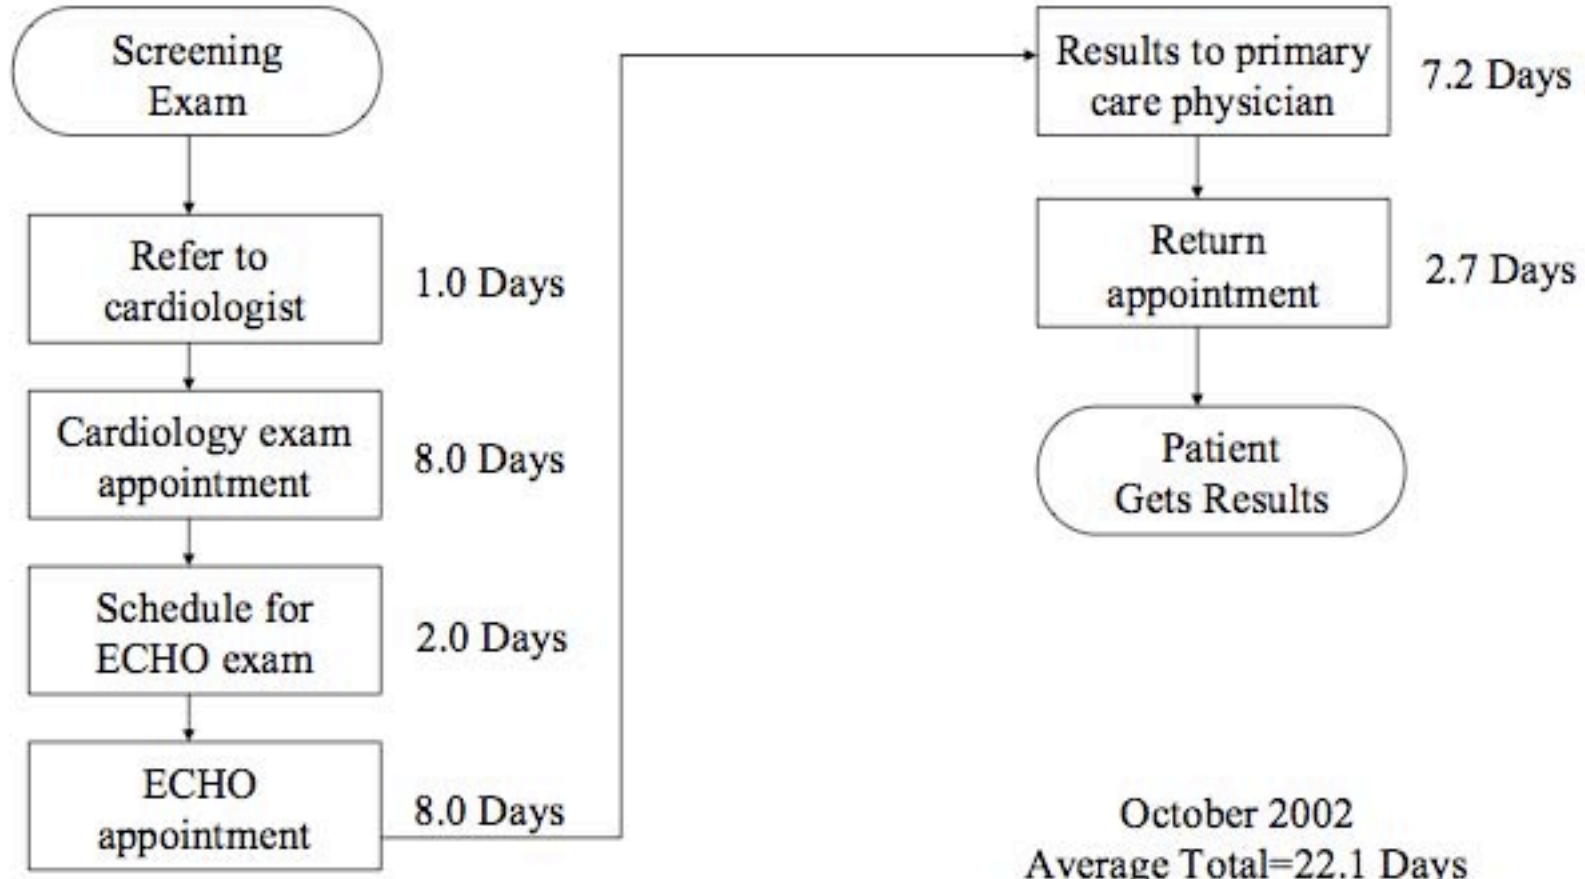 Screening
Exam
Refer to
cardiologist
1.0 Days
Cardiology exam
appointment
8.0 Days
Schedule for
ECHO exam
2.0 Days
ECHO
appointment
8.0 Days
Results to primary
care physician
7.2 Days
Return
appointment
2.7 Days
Patient
Gets Results
October 2002
Average Total=22.1 Days